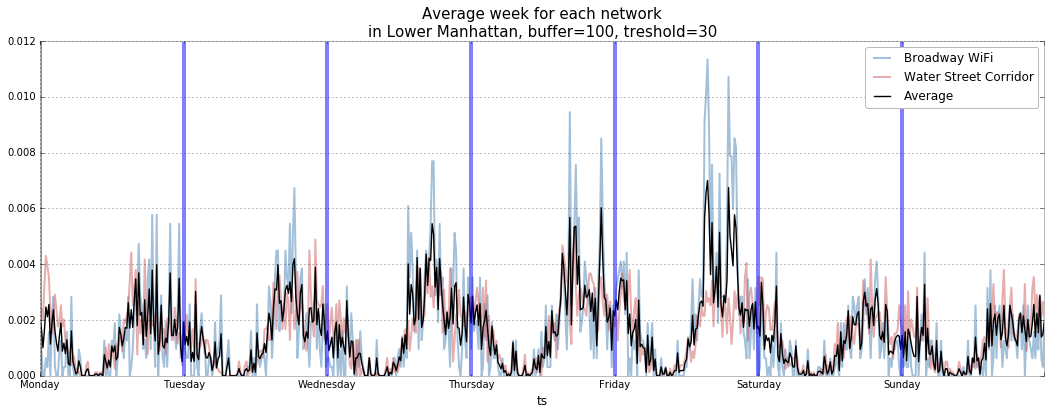 Average week for each network
in Lower Manhattan, buffer=100, treshold=30
0.012
0.010
0.008
0.006
0.004
0.002
0.000
Broadway WiFi
Water Street Corridor
Average
Monday Tuesday Wednesday Thursday Friday Saturday Sunday
ts